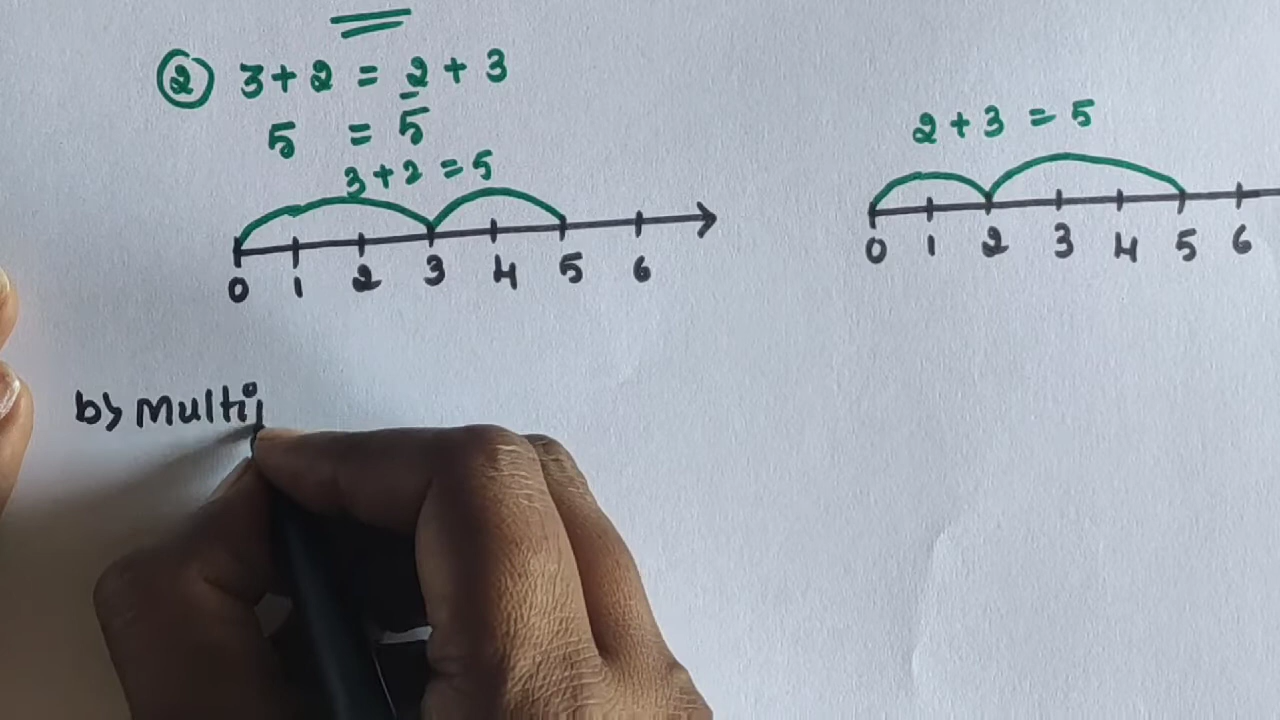 ② 3+2 = 2 + 3
5 = 5
3+2 = 5
0 1 2 3 4 5 6
2+3 = 5
0 1 2 3 4 5 6
b) Multi